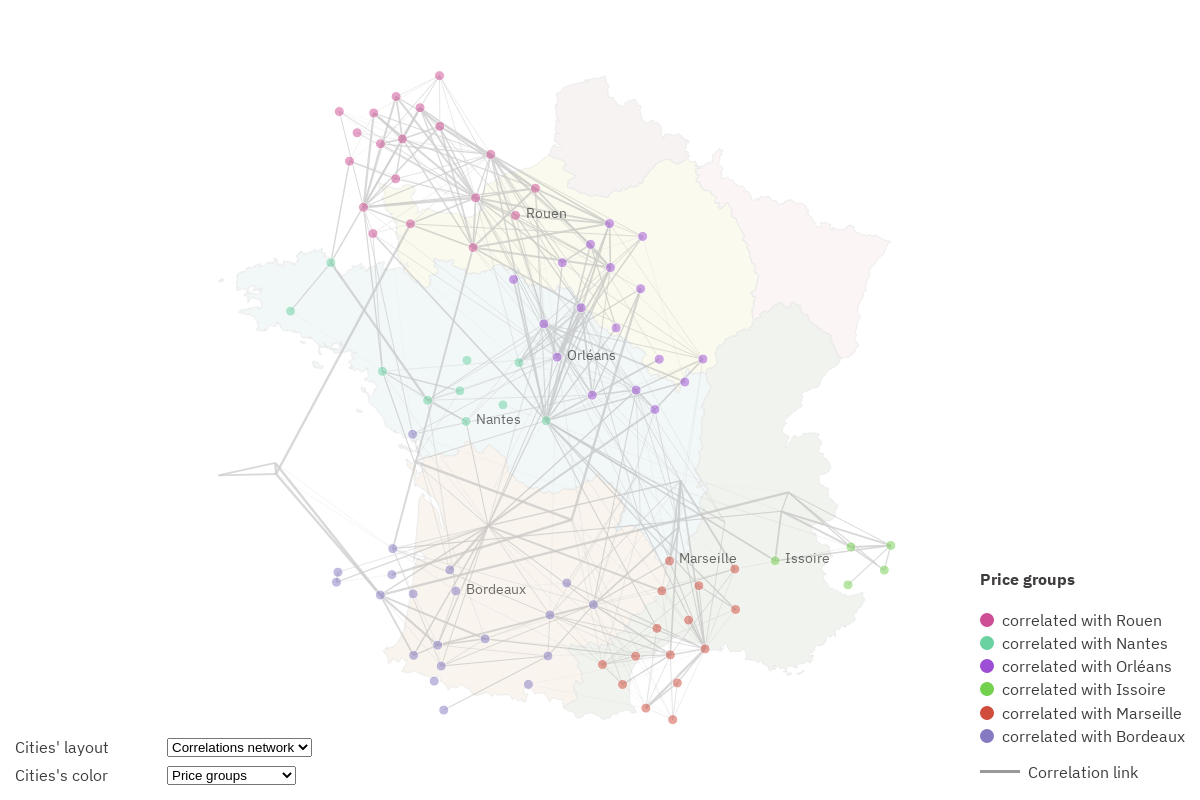 Rouen
Orléans
Nantes
Marseille
Issoire
Bordeaux
Price groups
correlated with Rouen
correlated with Nantes
correlated with Orléans
correlated with Issoire
correlated with Marseille
correlated with Bordeaux
Correlation link
Cities' layout
Correlations network
Cities's color
Price groups